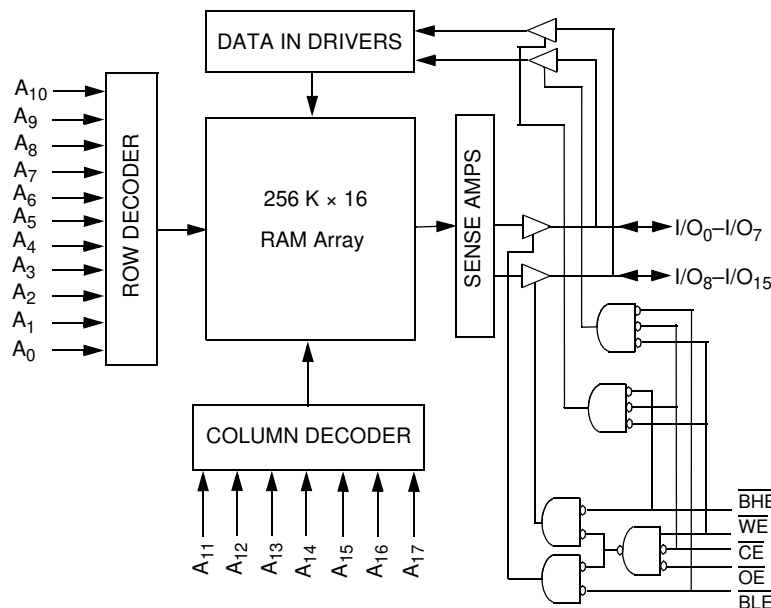 DATA IN DRIVERS
A10
A9
A8
A7
A6
A5
A4
A3
A2
A1
A0
ROW DECODER
256 K × 16
RAM Array
SENSE AMPS
I/O0–I/O7
I/O8–I/O15
COLUMN DECODER
A11
A12
A13
A14
A15
A16
A17
BHE
WE
CE
OE
BLE